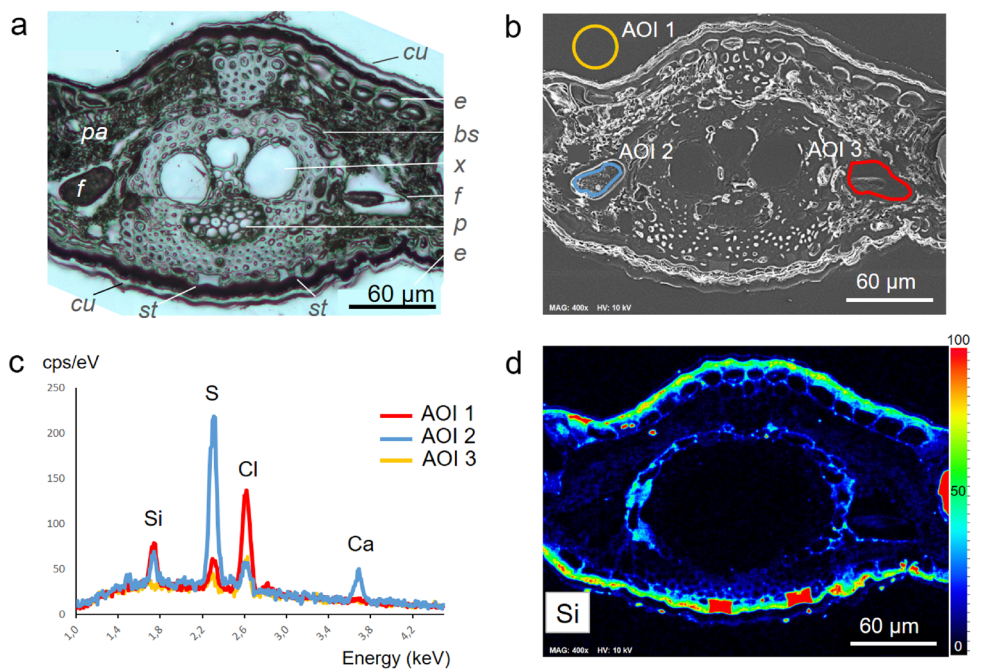 a
cu
e
bs
pa
x
f
f
p
e
cu
st
st
60 µm
b
AOI 1
AOI 2
AOI 3
60 µm
MAG: 400x HV: 10 kV
c
cps/eV
250
200
150
100
50
0
S
Cl
Si
Ca
AOI 1
AOI 2
AOI 3
1,0
1,4
1,8
2,2
2,6
3,0
3,4
3,8
4,2
Energy (keV)
d
100
50
0
Si
60 µm
MAG: 400x HV: 10 kV